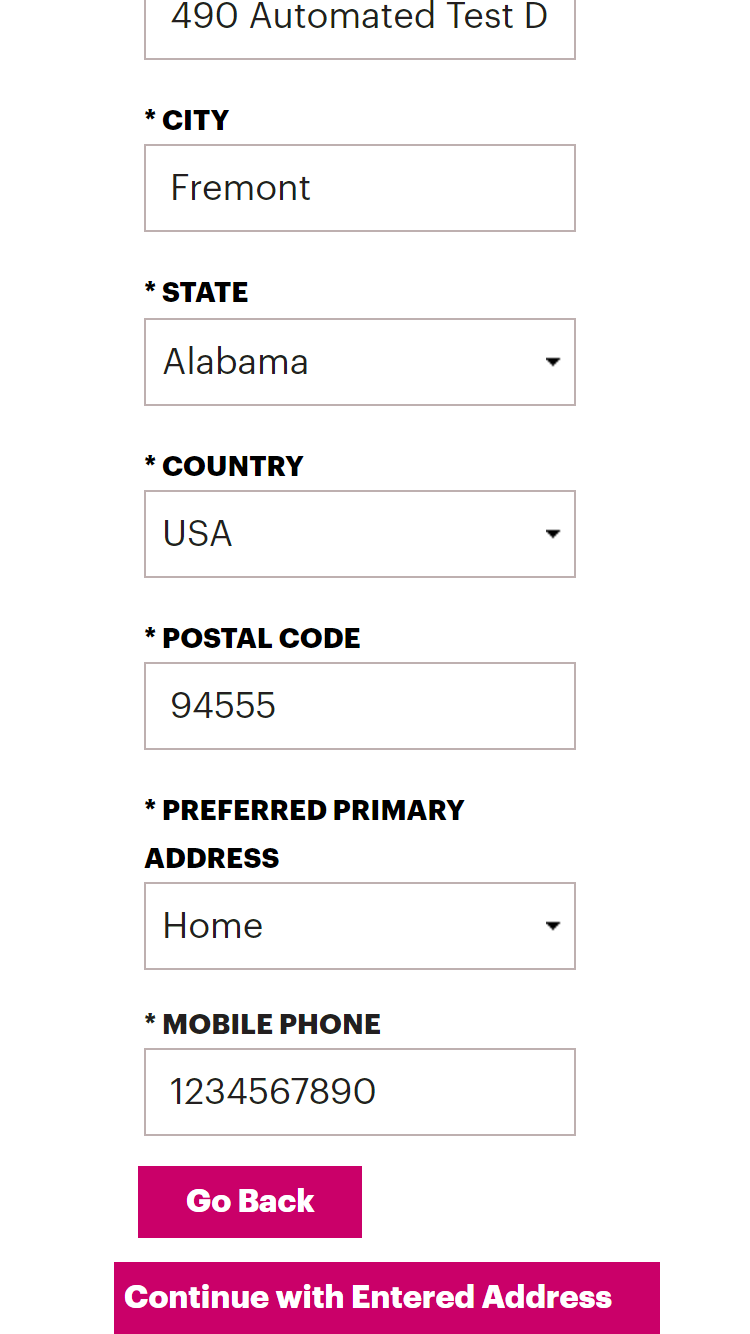 490 Automated Test D
* CITY
Fremont
* STATE
Alabama
* COUNTRY
USA
* POSTAL CODE
94555
* PREFERRED PRIMARY
ADDRESS
Home
* MOBILE PHONE
1234567890
Go Back
Continue with Entered Address